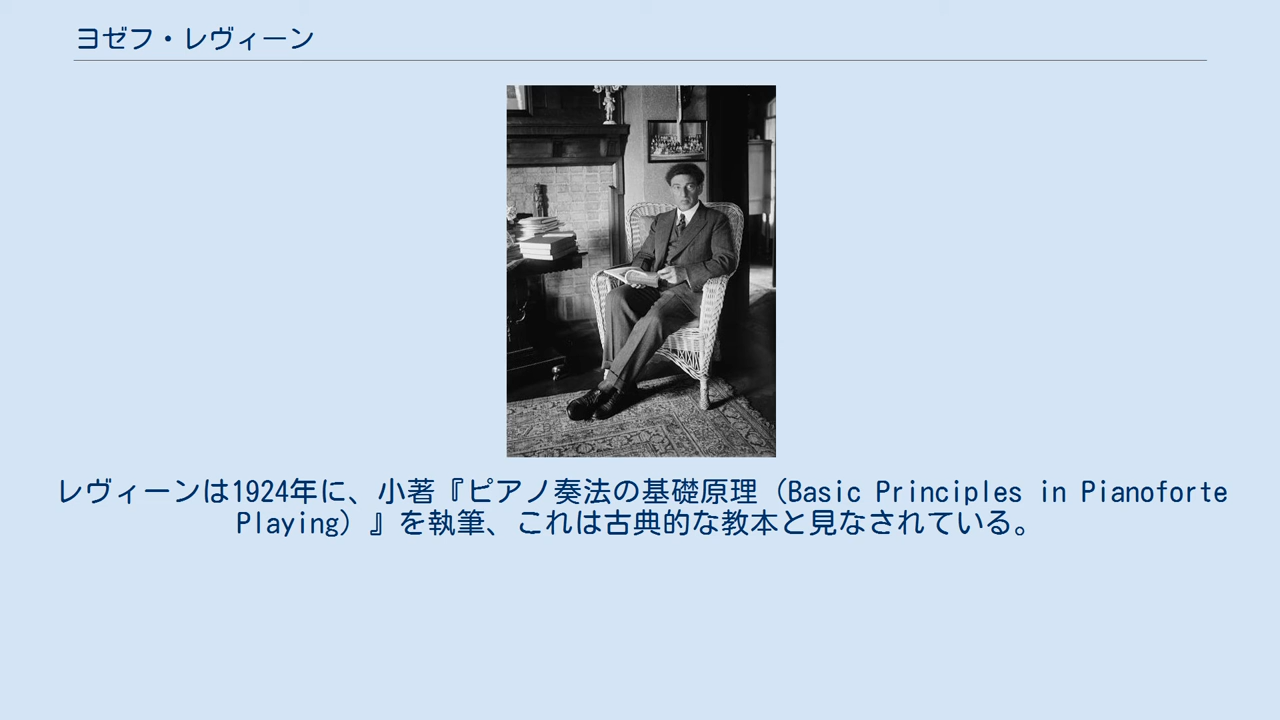 ヨゼフ・レヴィーン
レヴィーンは1924年に、小著『ピアノ奏法の基礎原理（Basic Principles in Pianoforte
Playing）』を執筆、これは古典的な教本と見なされている。